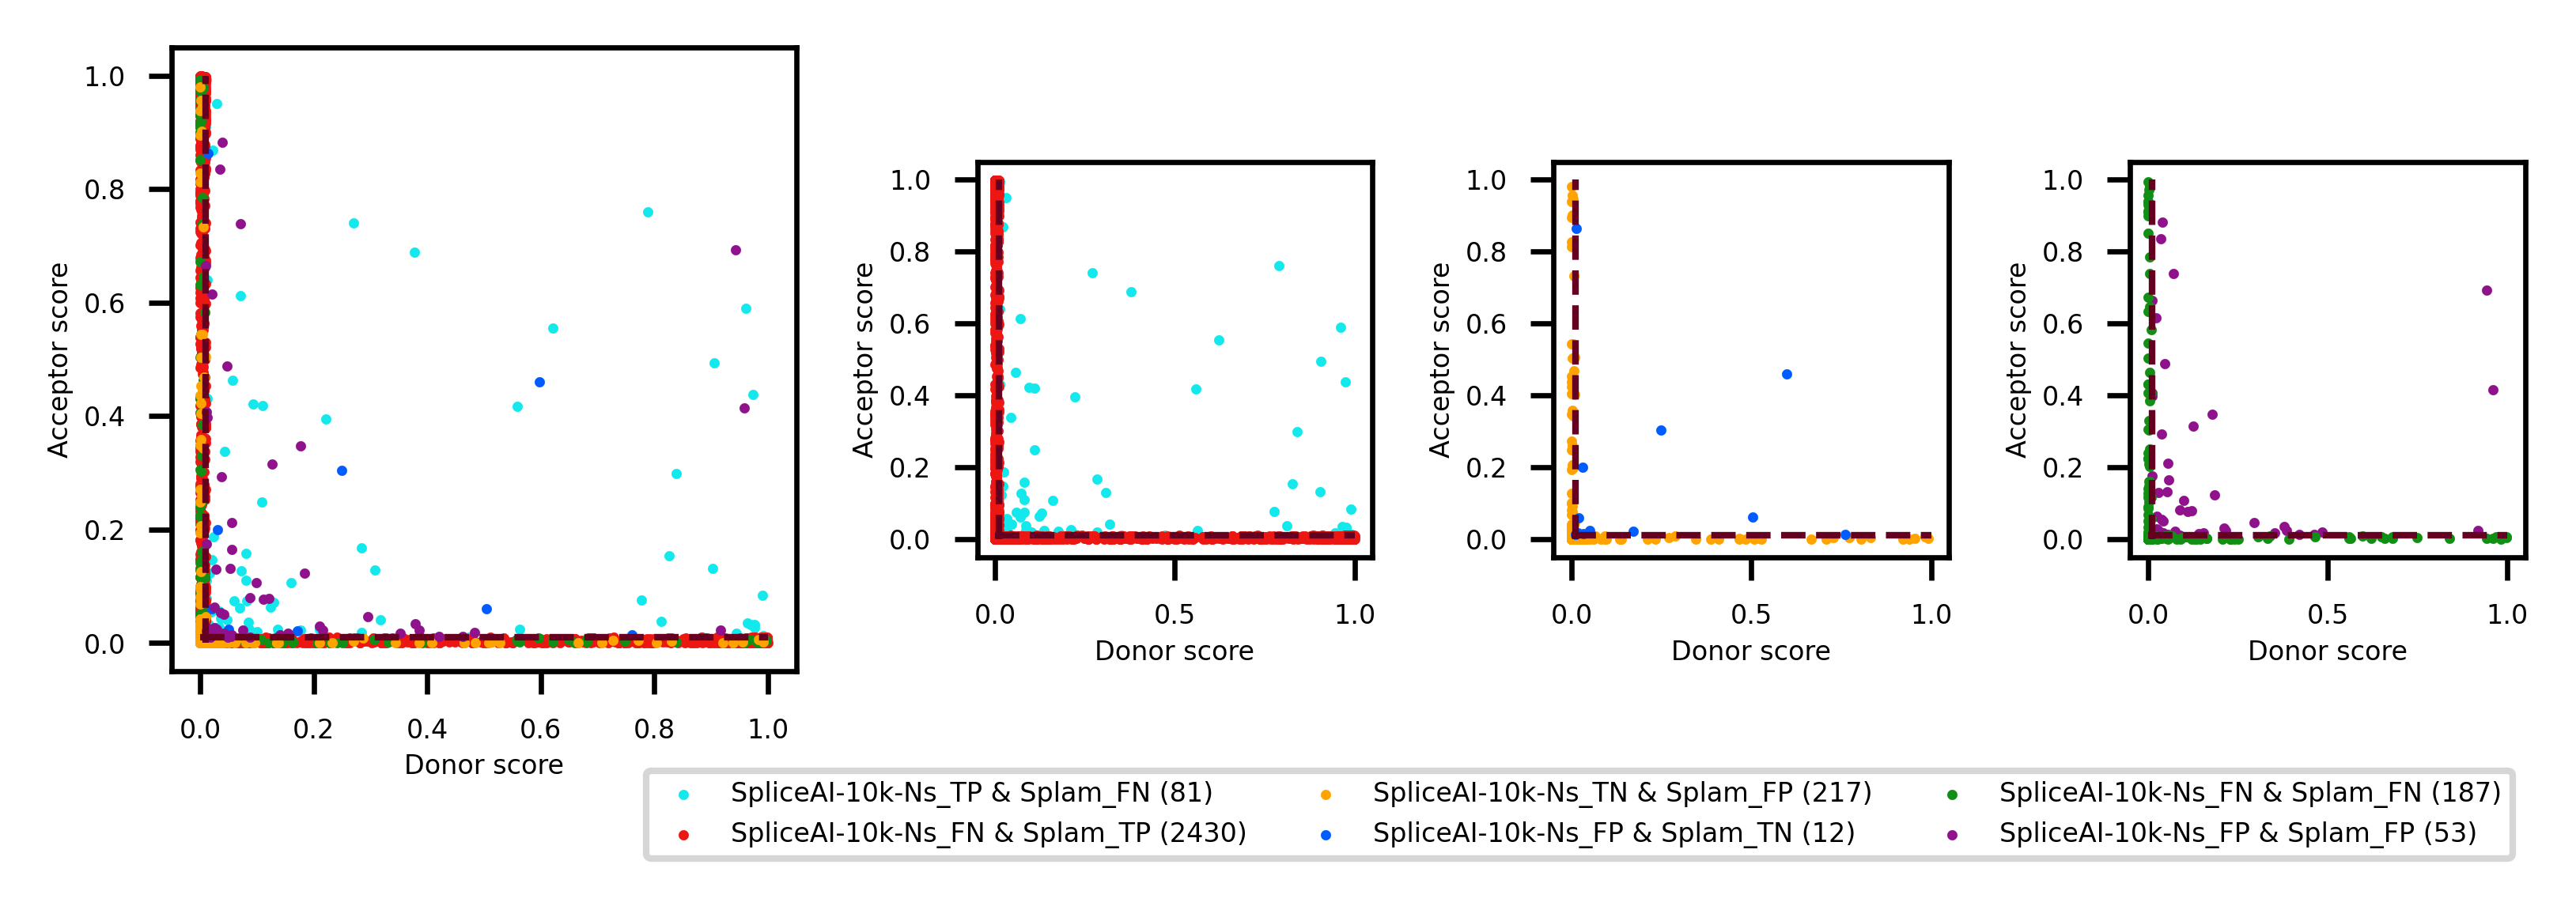 1.0
0.8
0.6
0.4
0.2
0.0
Acceptor score
0.0 0.2 0.4 0.6 0.8 1.0
Donor score
1.0
0.8
0.6
0.4
0.2
0.0
Acceptor score
0.0 0.5 1.0
Donor score
1.0
0.8
0.6
0.4
0.2
0.0
Acceptor score
0.0 0.5 1.0
Donor score
1.0
0.8
0.6
0.4
0.2
0.0
Acceptor score
0.0 0.5 1.0
Donor score
SpliceAI-10k-Ns_TP & Splam_FN (81)
SpliceAI-10k-Ns_FN & Splam_TP (2430)
SpliceAI-10k-Ns_TN & Splam_FP (217)
SpliceAI-10k-Ns_FP & Splam_TN (12)
SpliceAI-10k-Ns_FN & Splam_FN (187)
SpliceAI-10k-Ns_FP & Splam_FP (53)